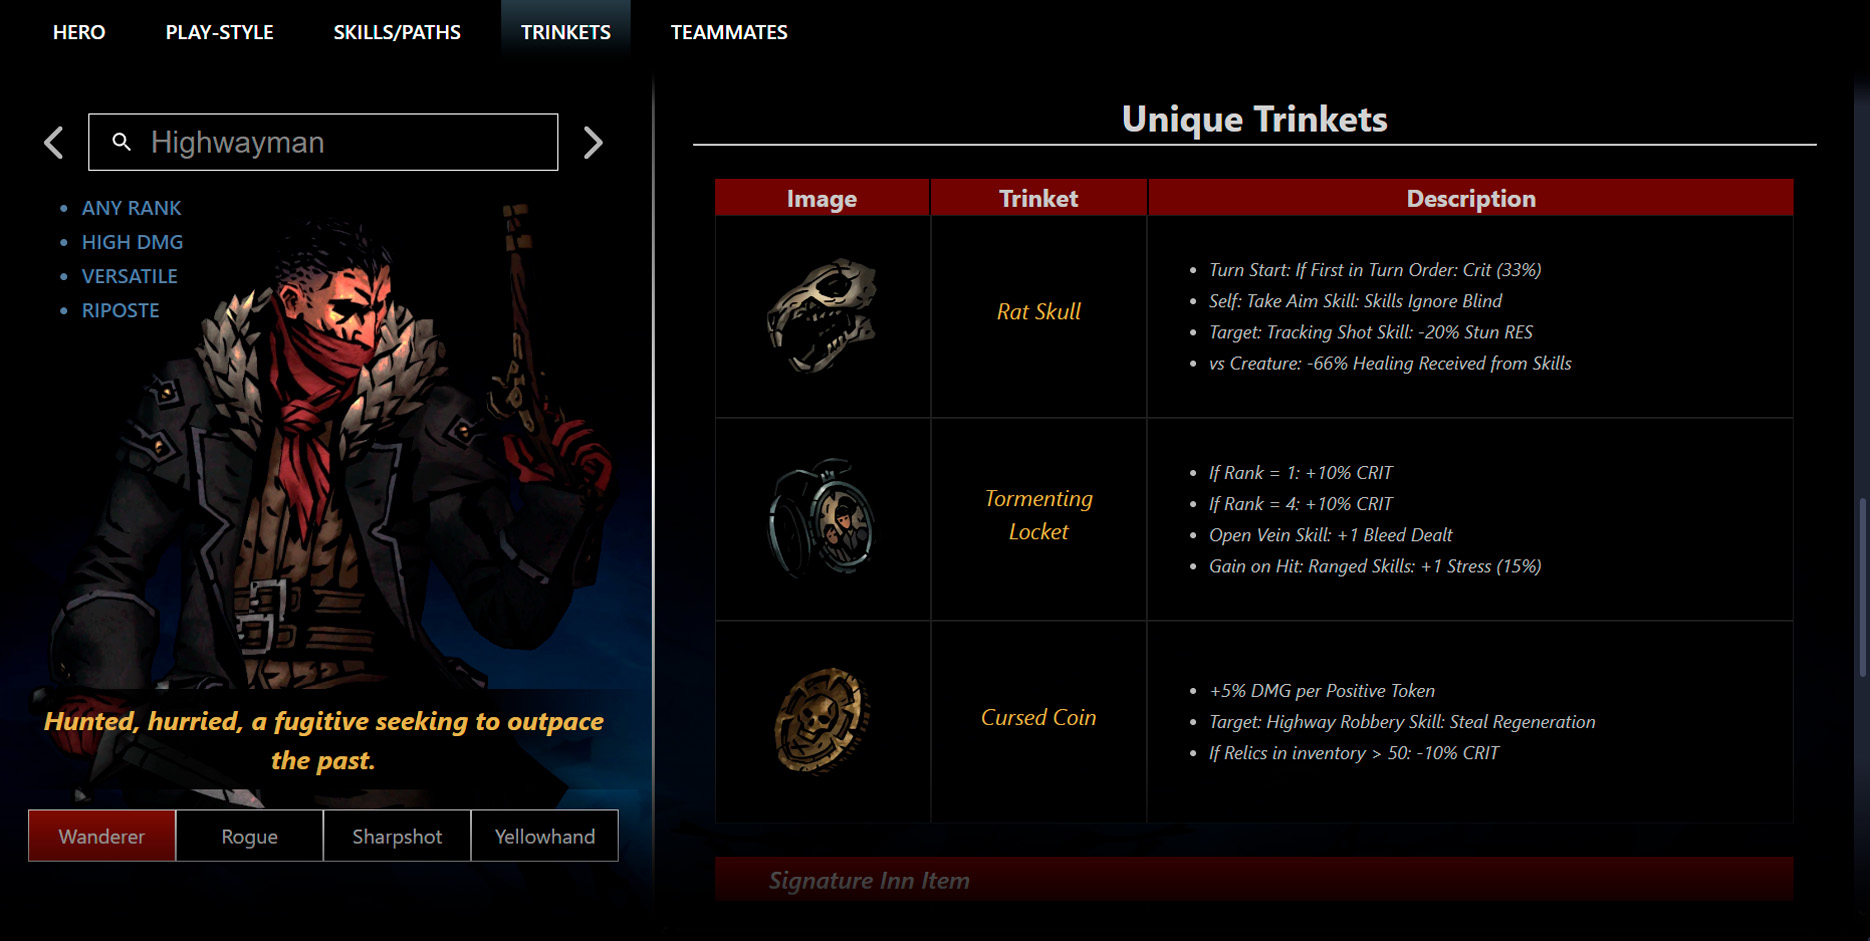 HERO
PLAY-STYLE
SKILLS/PATHS
TRINKETS
TEAMMATES
Highwayman
ANY RANK
HIGH DMG
VERSATILE
RIPOSTE
Hunted, hurried, a fugitive seeking to outpace
the past.
Wanderer
Rogue
Sharpshot
Yellowhand
Unique Trinkets
Image
Trinket
Description
Rat Skull
Turn Start: If First in Turn Order: Crit (33%)
Self: Take Aim Skill: Skills Ignore Blind
Target: Tracking Shot Skill: -20% Stun RES
vs Creature: -66% Healing Received from Skills
Tormenting
Locket
If Rank = 1: +10% CRIT
If Rank = 4: +10% CRIT
Open Vein Skill: +1 Bleed Dealt
Gain on Hit: Ranged Skills: +1 Stress (15%)
Cursed Coin
+5% DMG per Positive Token
Target: Highway Robbery Skill: Steal Regeneration
If Relics in inventory > 50: -10% CRIT
Signature Inn Item